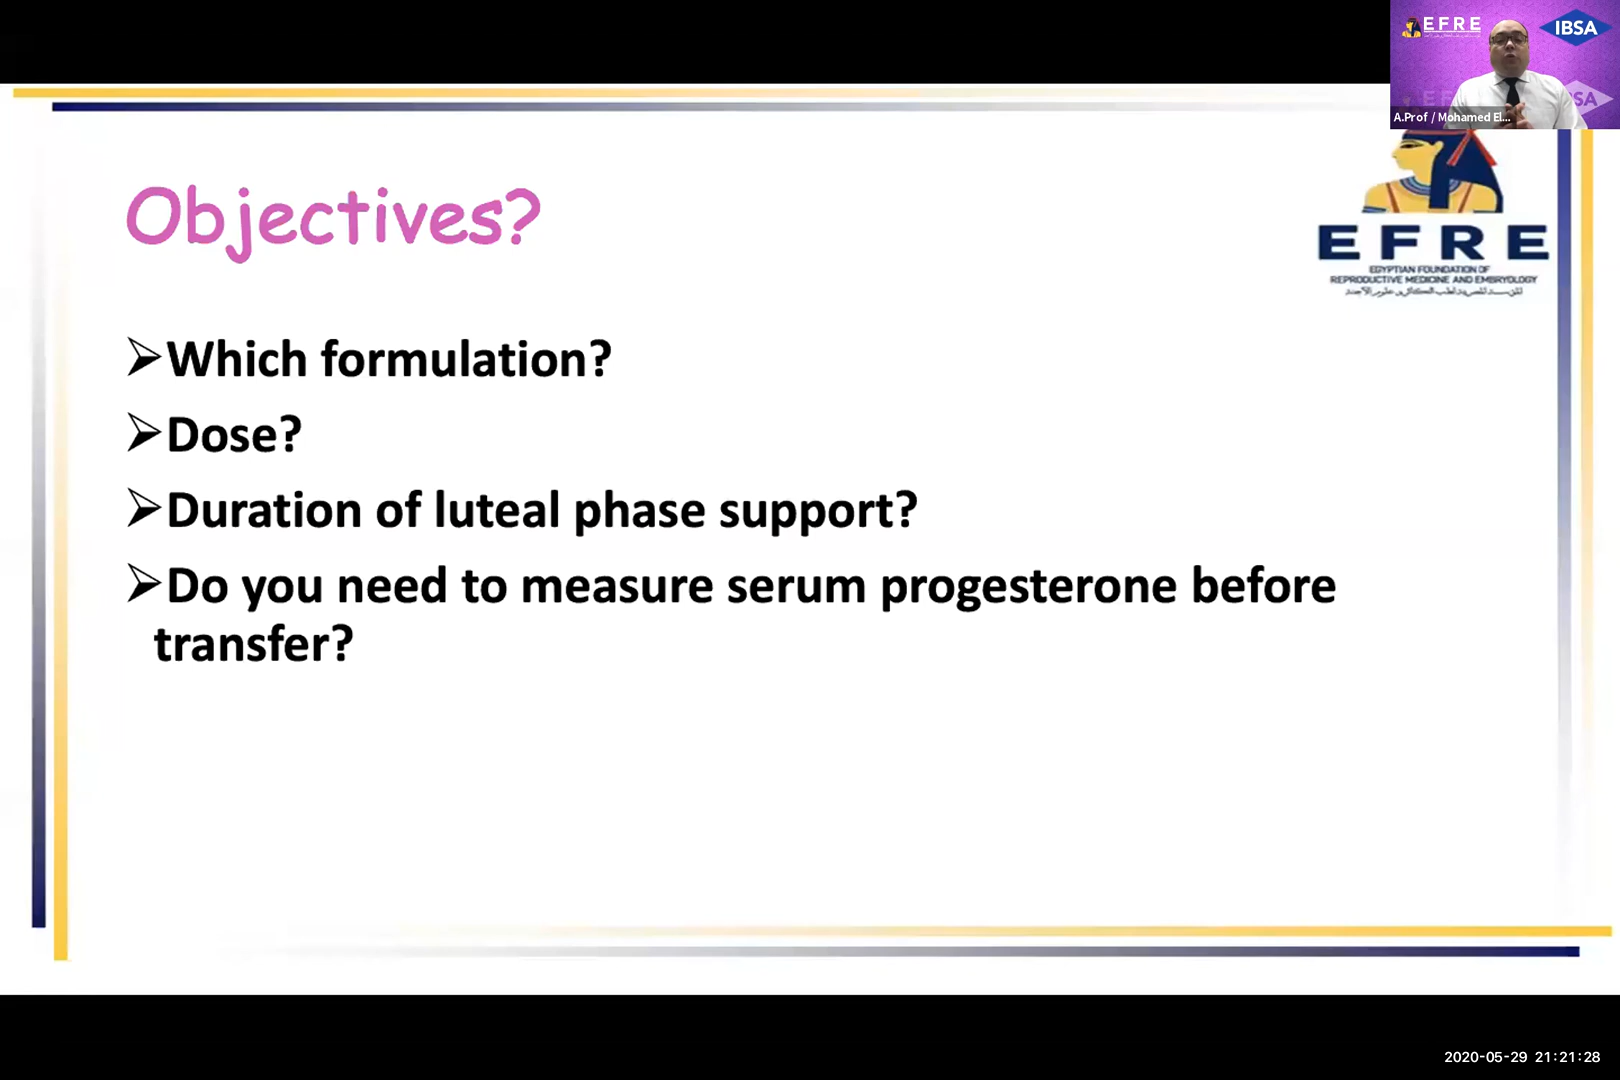 EFRE
IBSA
A.Prof / Mohamed El...
Objectives?
EFRE
EGYPTIAN FOUNDATION OF
REPRODUCTIVE MEDICINE AND EMBRYOLOGY
➢Which formulation?
➢Dose?
➢Duration of luteal phase support?
➢Do you need to measure serum progesterone before
transfer?
2020-05-29 21:21:28